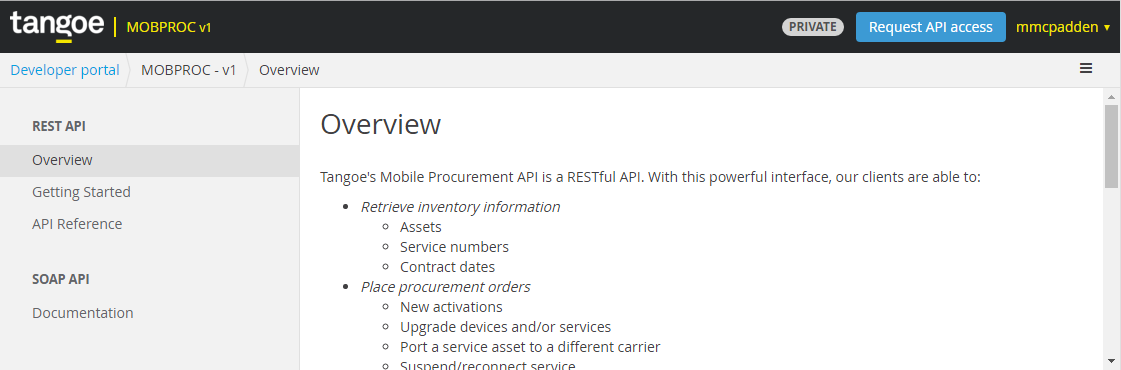 tangoe MOBPROC v1 PRIVATE Request API access mmcpadden
Developer portal MOBPROC - v1 Overview
REST API
Overview
Getting Started
API Reference
SOAP API
Documentation
Overview
Tangoe's Mobile Procurement API is a RESTful API. With this powerful interface, our clients are able to:
Retrieve inventory information
Assets
Service numbers
Contract dates
Place procurement orders
New activations
Upgrade devices and/or services
Port a service asset to a different carrier
Suspend/reconnect service